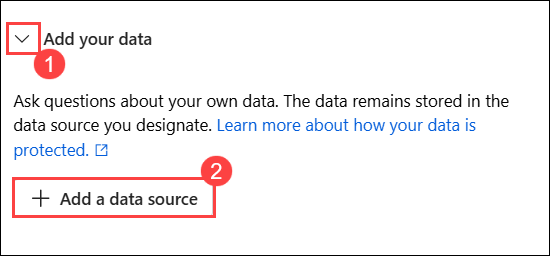 Add your data
1
Ask questions about your own data. The data remains stored in the
data source you designate. Learn more about how your data is
protected.
2
+ Add a data source